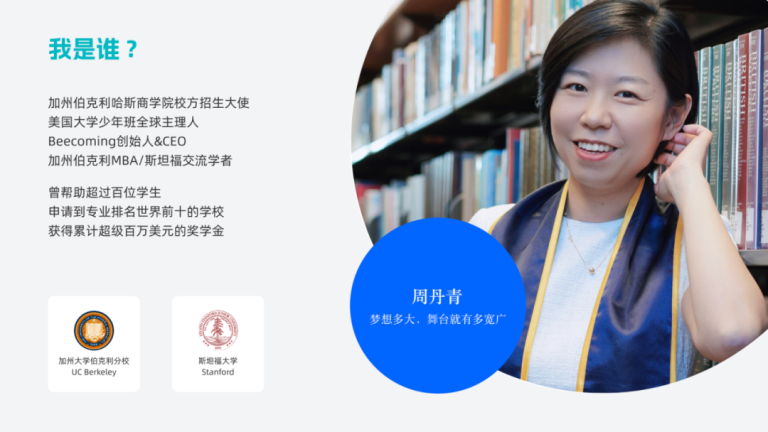 我是谁？
加州伯克利哈斯商学院校方招生大使
美国大学少年班全球主理人
Beecoming创始人&CEO
加州伯克利MBA/斯坦福交流学者
曾帮助超过百位学生
申请到专业排名世界前十的学校
获得累计超级百万美元的奖学金
周丹青
梦想多大，舞台就有多宽广
加州大学伯克利分校
UC Berkeley
斯坦福大学
Stanford
BRITISH
BRITISH